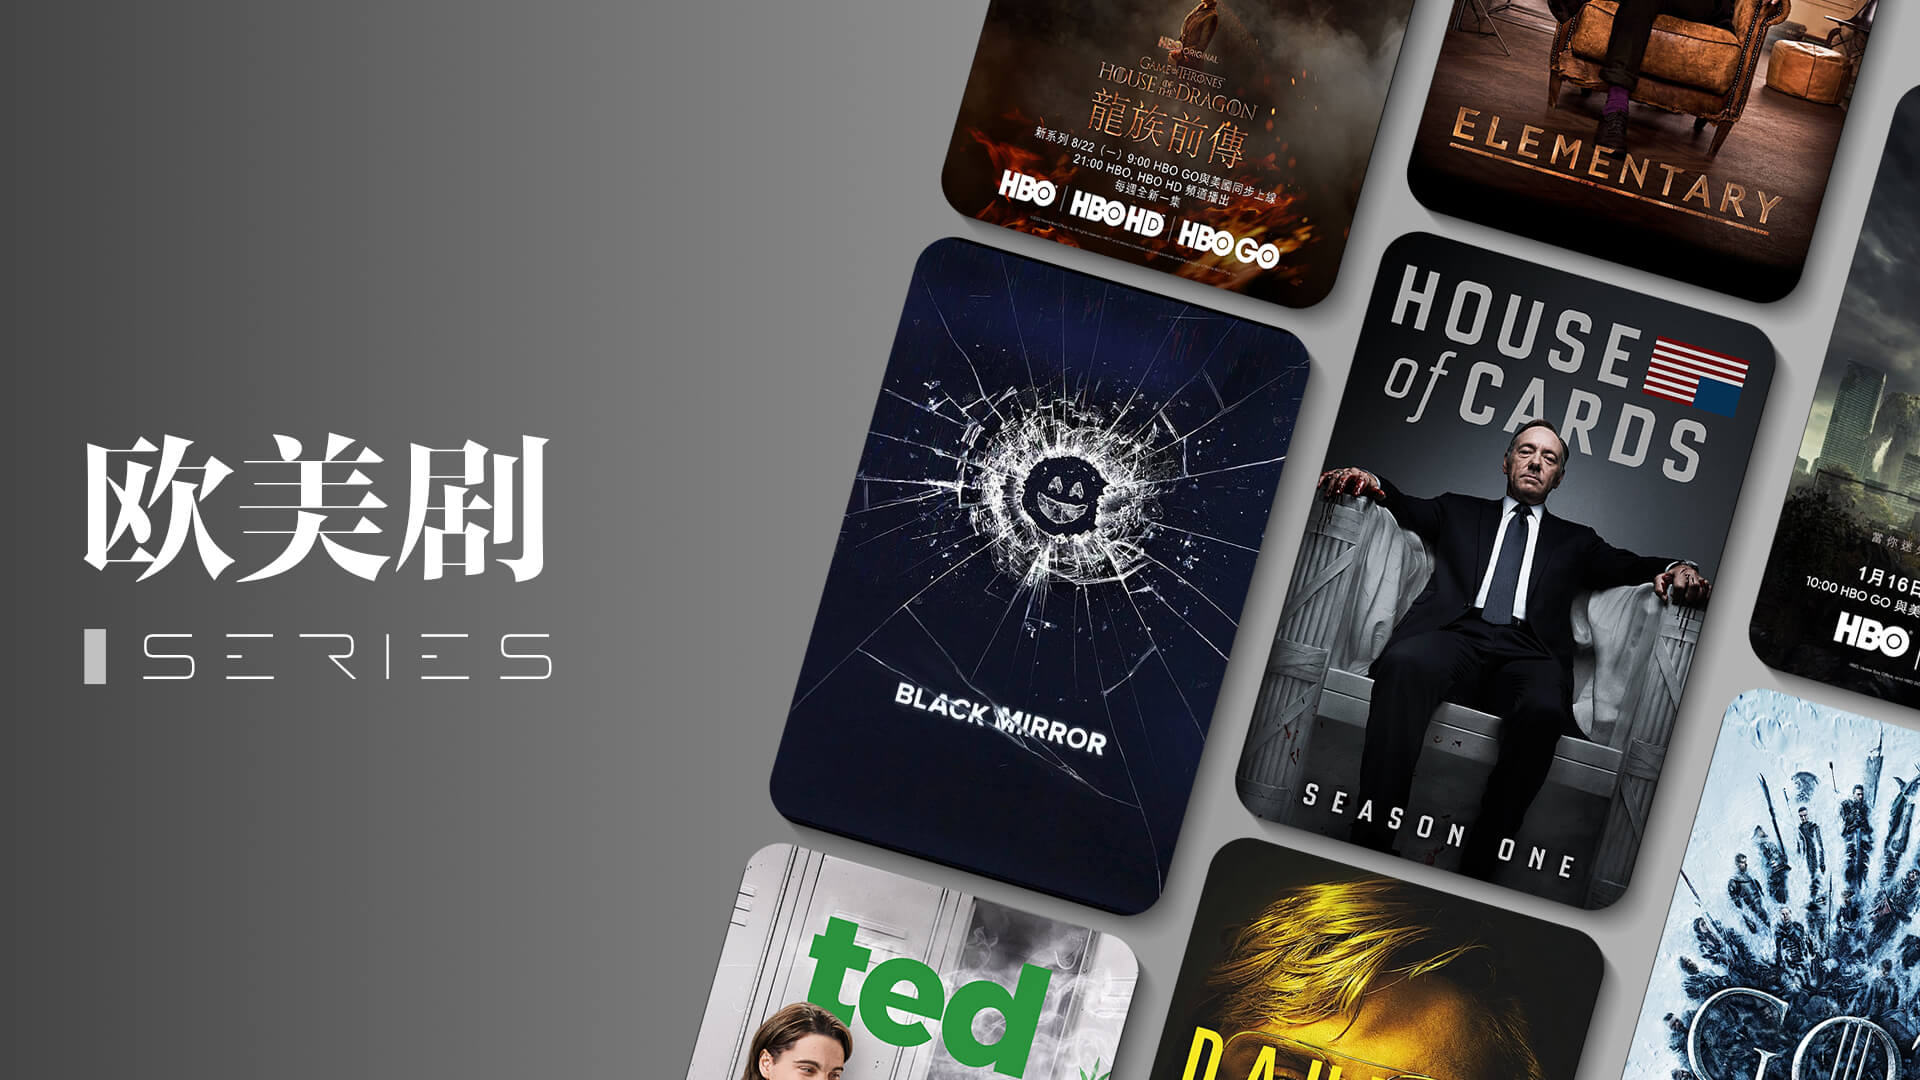 欧美剧
SERIES
HBO ORIGINAL
GAME OF THRONES
HOUSE OF THE DRAGON
龍族前傳
新系列 8/22（一）9:00 HBO GO與美國同步上線
21:00 HBO, HBO HD 頻道播出
每週全新一集
HBO HBO HD HBO GO
ELEMENTARY
BLACK MIRROR
HOUSE
of CARDS
SEASON ONE
當你迷
1月16日
10:00 HBO GO 與美
HBO
ted